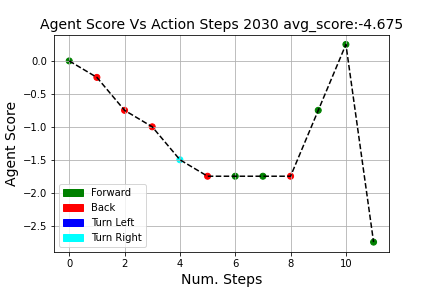 Agent Score Vs Action Steps 2030 avg_score:-4.675
0.0
−0.5
−1.0
−1.5
−2.0
−2.5
Agent Score
Forward
Back
Turn Left
Turn Right
0 2 4 6 8 10
Num. Steps